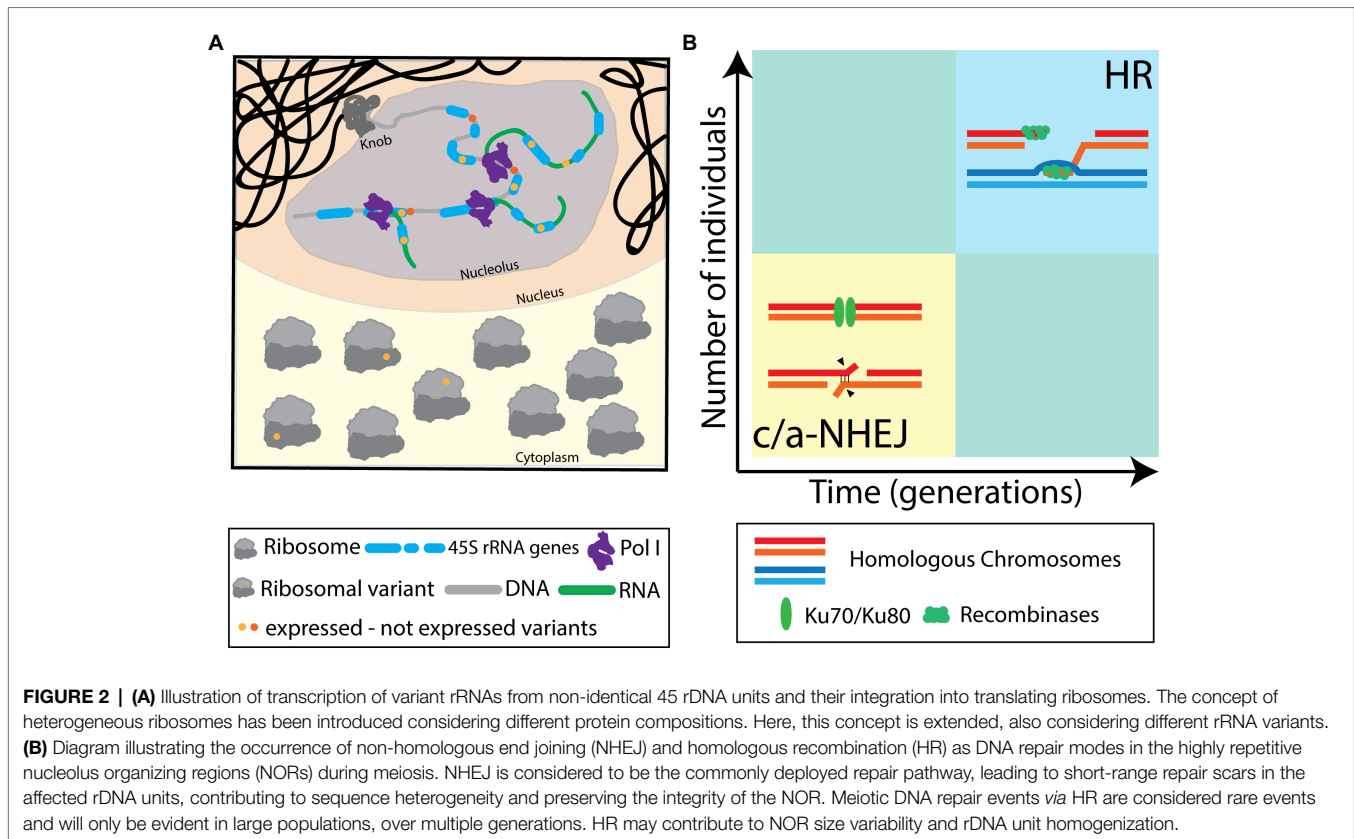 A
Knob
Nucleolus
Nucleus
Cytoplasm
Ribosome 45S rRNA genes Pol I
Ribosomal variant DNA RNA
expressed - not expressed variants
B
Number of individuals
HR
c/a-NHEJ
Time (generations)
Homologous Chromosomes
Ku70/Ku80 Recombinases
FIGURE 2 | (A) Illustration of transcription of variant rRNAs from non-identical 45 rDNA units and their integration into translating ribosomes. The concept of
heterogeneous ribosomes has been introduced considering different protein compositions. Here, this concept is extended, also considering different rRNA variants.
(B) Diagram illustrating the occurrence of non-homologous end joining (NHEJ) and homologous recombination (HR) as DNA repair modes in the highly repetitive
nucleolus organizing regions (NORs) during meiosis. NHEJ is considered to be the commonly deployed repair pathway, leading to short-range repair scars in the
affected rDNA units, contributing to sequence heterogeneity and preserving the integrity of the NOR. Meiotic DNA repair events via HR are considered rare events
and will only be evident in large populations, over multiple generations. HR may contribute to NOR size variability and rDNA unit homogenization.